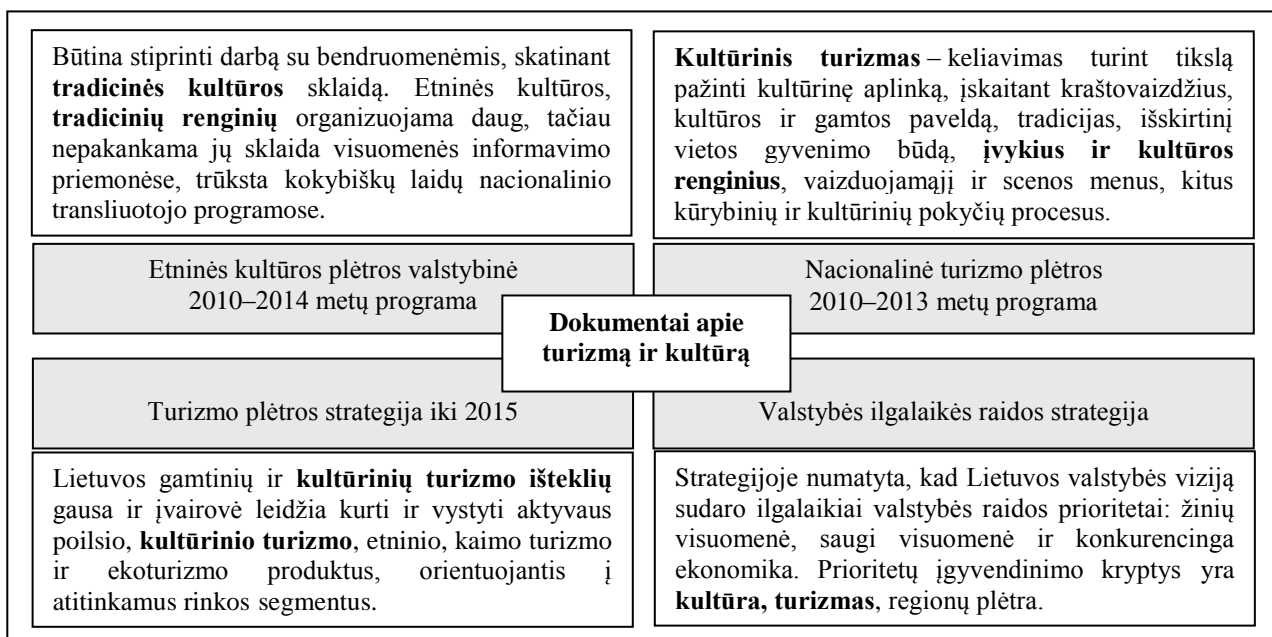 Būtina stiprinti darbą su bendruomenėmis, skatinant
tradicinės kultūros sklaidą. Etninės kultūros,
tradicinių renginių organizuojama daug, tačiau
nepakankama jų sklaida visuomenės informavimo
priemonėse, trūksta kokybiškų laidų nacionalinio
transliuotojo programose.
Kultūrinis turizmas – keliavimas turint tikslą
pažinti kultūrinę aplinką, įskaitant kraštovaizdžius,
kultūros ir gamtos paveldą, tradicijas, išskirtinį
vietos gyvenimo būdą, įvykius ir kultūros
renginius, vaizduojamąjį ir scenos menus, kitus
kūrybinių ir kultūrinių pokyčių procesus.
Etninės kultūros plėtros valstybinė
2010–2014 metų programa
Nacionalinė turizmo plėtros
2010–2013 metų programa
Dokumentai apie
turizmą ir kultūrą
Turizmo plėtros strategija iki 2015
Valstybės ilgalaikės raidos strategija
Lietuvos gamtinių ir kultūrinių turizmo išteklių
gausa ir įvairovė leidžia kurti ir vystyti aktyvaus
poilsio, kultūrinio turizmo, etninio, kaimo turizmo
ir ekoturizmo produktus, orientuojantis į
atitinkamus rinkos segmentus.
Strategijoje numatyta, kad Lietuvos valstybės viziją
sudaro ilgalaikiai valstybės raidos prioritetai: žinių
visuomenė, saugi visuomenė ir konkurencinga
ekonomika. Prioritetų įgyvendinimo kryptys yra
kultūra, turizmas, regionų plėtra.